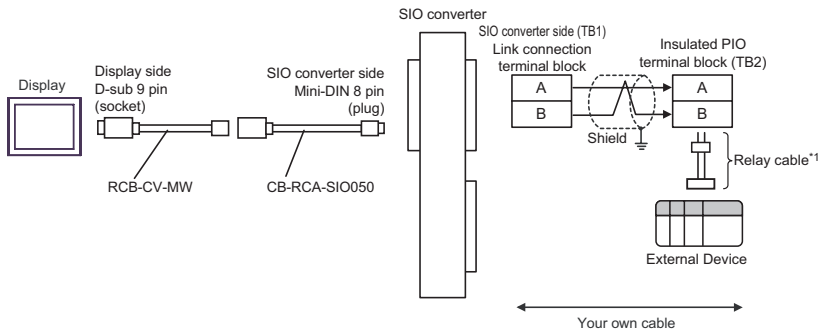 SIO converter
SIO converter side (TB1)
Link connection
terminal block
Insulated PIO
terminal block (TB2)
Display
Display side
D-sub 9 pin
(socket)
SIO converter side
Mini-DIN 8 pin
(plug)
A
B
A
B
Shield
RCB-CV-MW
CB-RCA-SIO050
Relay cable*1
External Device
Your own cable